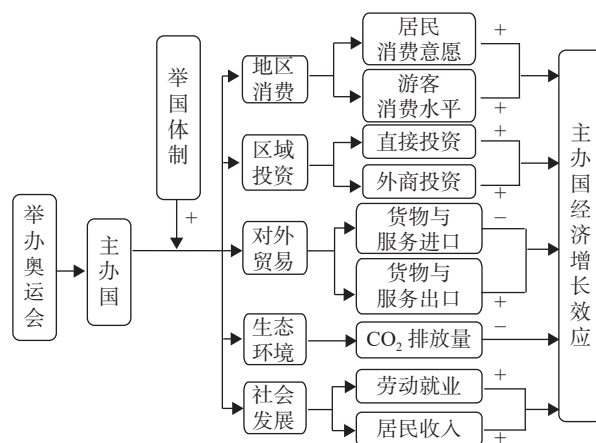 举办奥运会
主办国
举国体制
+
地区
消费
居民
消费意愿
+
游客
消费水平
+
区域
投资
直接投资
+
外商投资
+
对外
贸易
货物与
服务进口
−
货物与
服务出口
+
生态
环境
CO₂ 排放量
−
社会
发展
劳动就业
+
居民收入
+
主办国经济增长效应